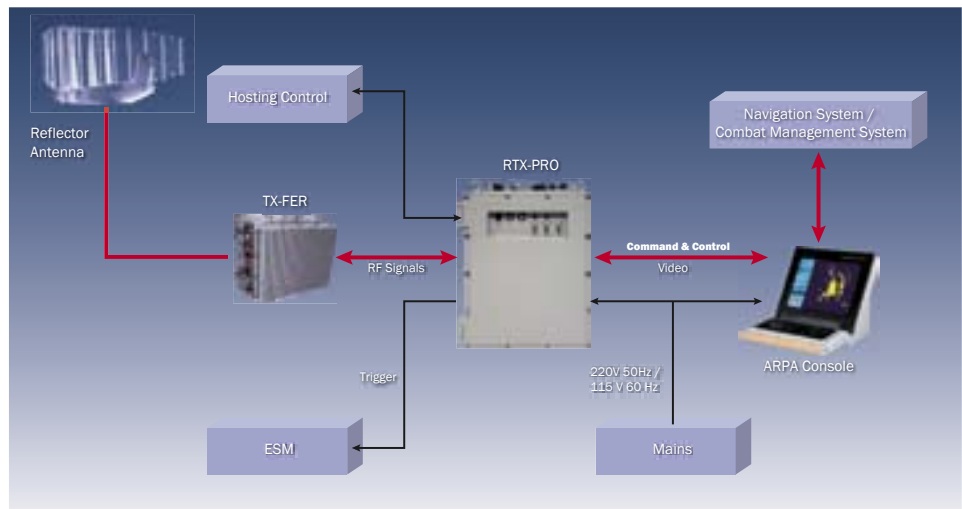 Hosting Control
Navigation System /
Combat Management System
Reflector
Antenna
RTX-PRO
TX-FER
Command & Control
RF Signals
Video
ARPA Console
Trigger
220V 50Hz /
115 V 60 Hz
ESM
Mains